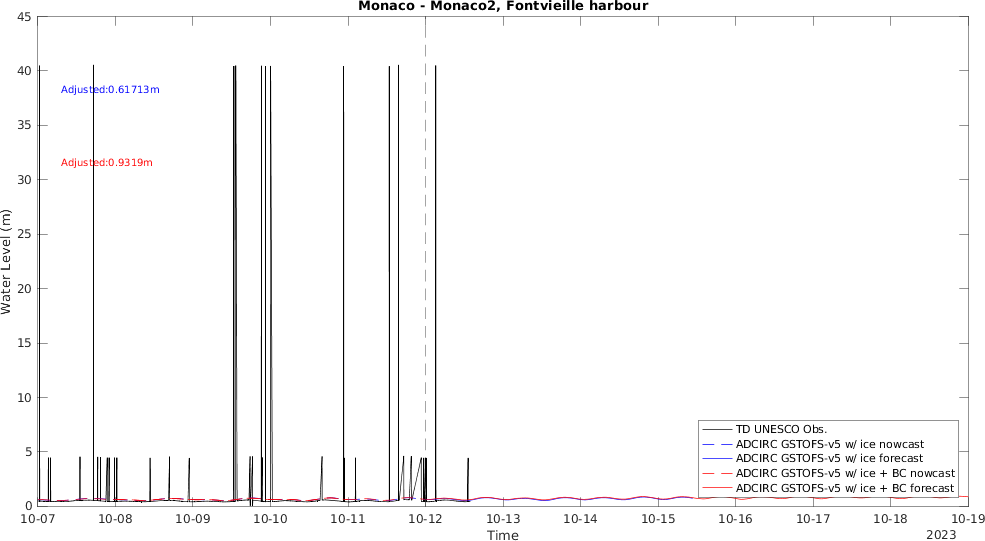 Monaco - Monaco2, Fontvieille harbour
45
40
35
30
25
20
15
10
5
0
Water Level (m)
Adjusted:0.61713m
Adjusted:0.9319m
TD UNESCO Obs.
ADCIRC GSTOFS-v5 w/ ice nowcast
ADCIRC GSTOFS-v5 w/ ice forecast
ADCIRC GSTOFS-v5 w/ ice + BC nowcast
ADCIRC GSTOFS-v5 w/ ice + BC forecast
10-07 10-08 10-09 10-10 10-11 10-12 10-13 10-14 10-15 10-16 10-17 10-18 10-19
Time
2023